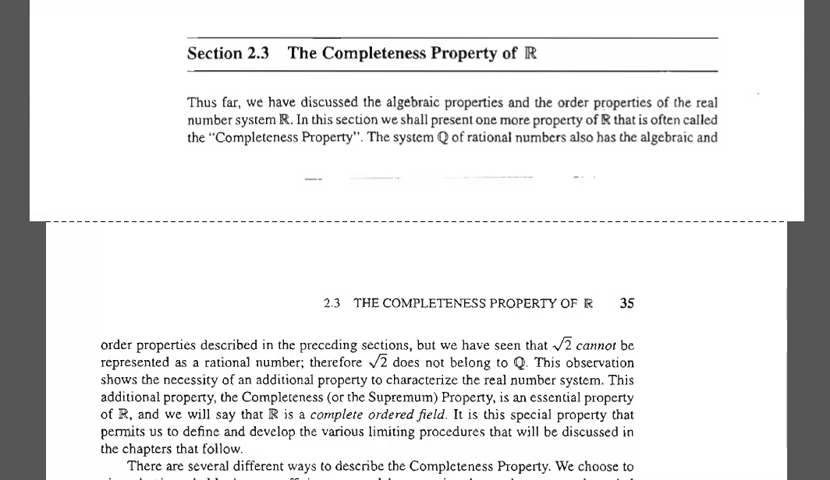 Section 2.3 The Completeness Property of ℝ
Thus far, we have discussed the algebraic properties and the order properties of the real
number system ℝ. In this section we shall present one more property of ℝ that is often called
the “Completeness Property”. The system ℚ of rational numbers also has the algebraic and
2.3 THE COMPLETENESS PROPERTY OF ℝ 35
order properties described in the preceding sections, but we have seen that √2 cannot be
represented as a rational number; therefore √2 does not belong to ℚ. This observation
shows the necessity of an additional property to characterize the real number system. This
additional property, the Completeness (or the Supremum) Property, is an essential property
of ℝ, and we will say that ℝ is a complete ordered field. It is this special property that
permits us to define and develop the various limiting procedures that will be discussed in
the chapters that follow.
There are several different ways to describe the Completeness Property. We choose to